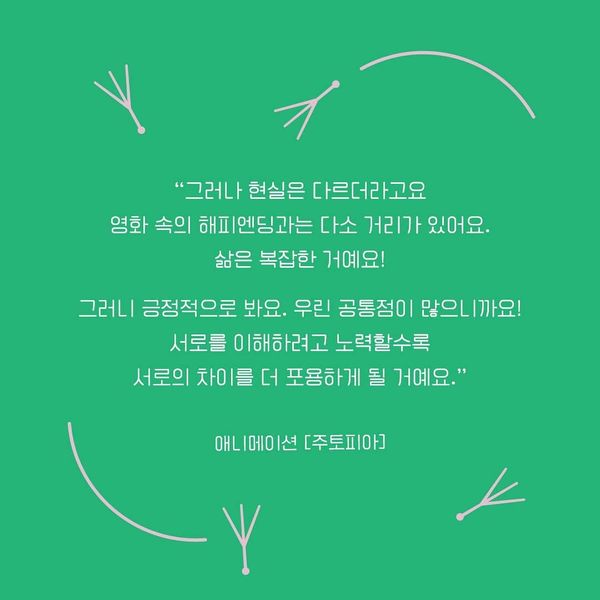 “그러나 현실은 다르더라고요
영화 속의 해피엔딩과는 다소 거리가 있어요.
삶은 복잡한 거예요!
그러니 긍정적으로 봐요. 우린 공통점이 많으니까요!
서로를 이해하려고 노력할수록
서로의 차이를 더 포용하게 될 거예요.”
애니메이션 [주토피아]